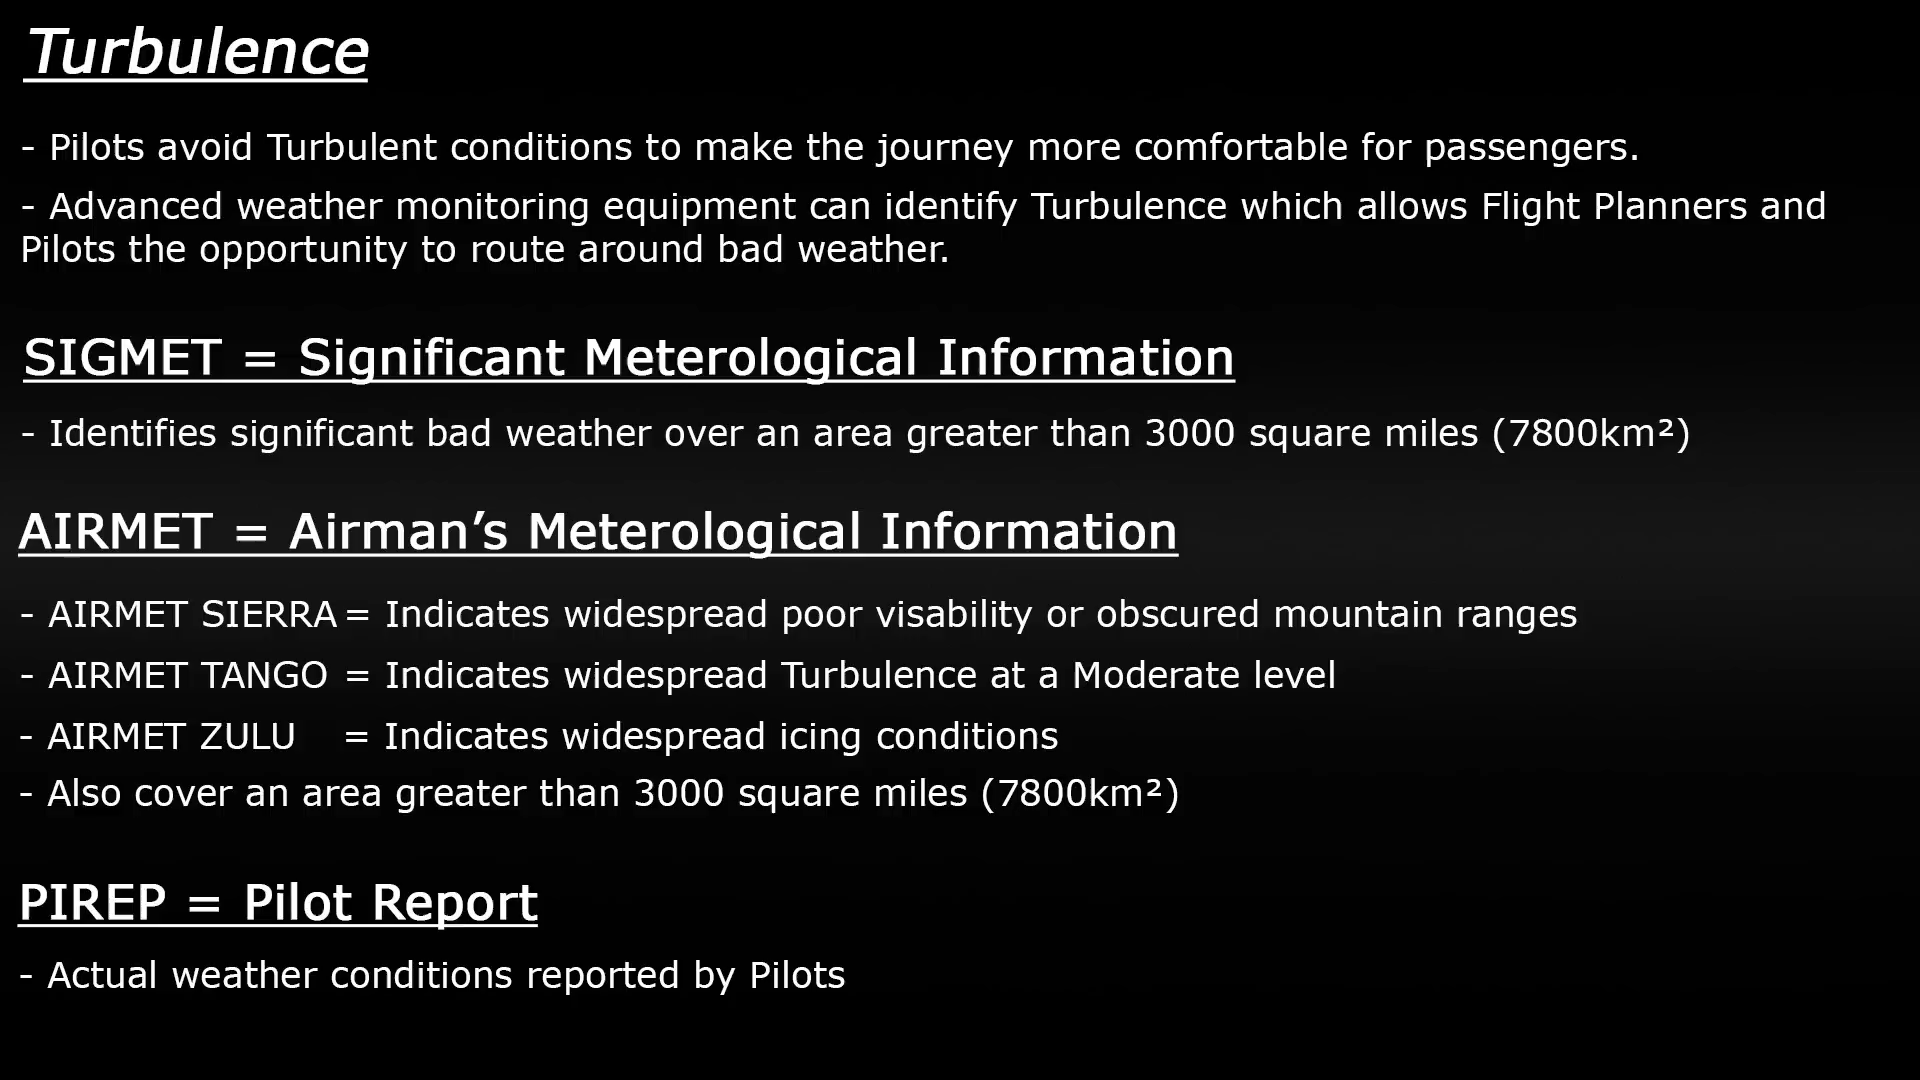 Turbulence
- Pilots avoid Turbulent conditions to make the journey more comfortable for passengers.
- Advanced weather monitoring equipment can identify Turbulence which allows Flight Planners and
Pilots the opportunity to route around bad weather.
SIGMET = Significant Meterological Information
- Identifies significant bad weather over an area greater than 3000 square miles (7800km²)
AIRMET = Airman’s Meterological Information
- AIRMET SIERRA = Indicates widespread poor visability or obscured mountain ranges
- AIRMET TANGO = Indicates widespread Turbulence at a Moderate level
- AIRMET ZULU = Indicates widespread icing conditions
- Also cover an area greater than 3000 square miles (7800km²)
PIREP = Pilot Report
- Actual weather conditions reported by Pilots